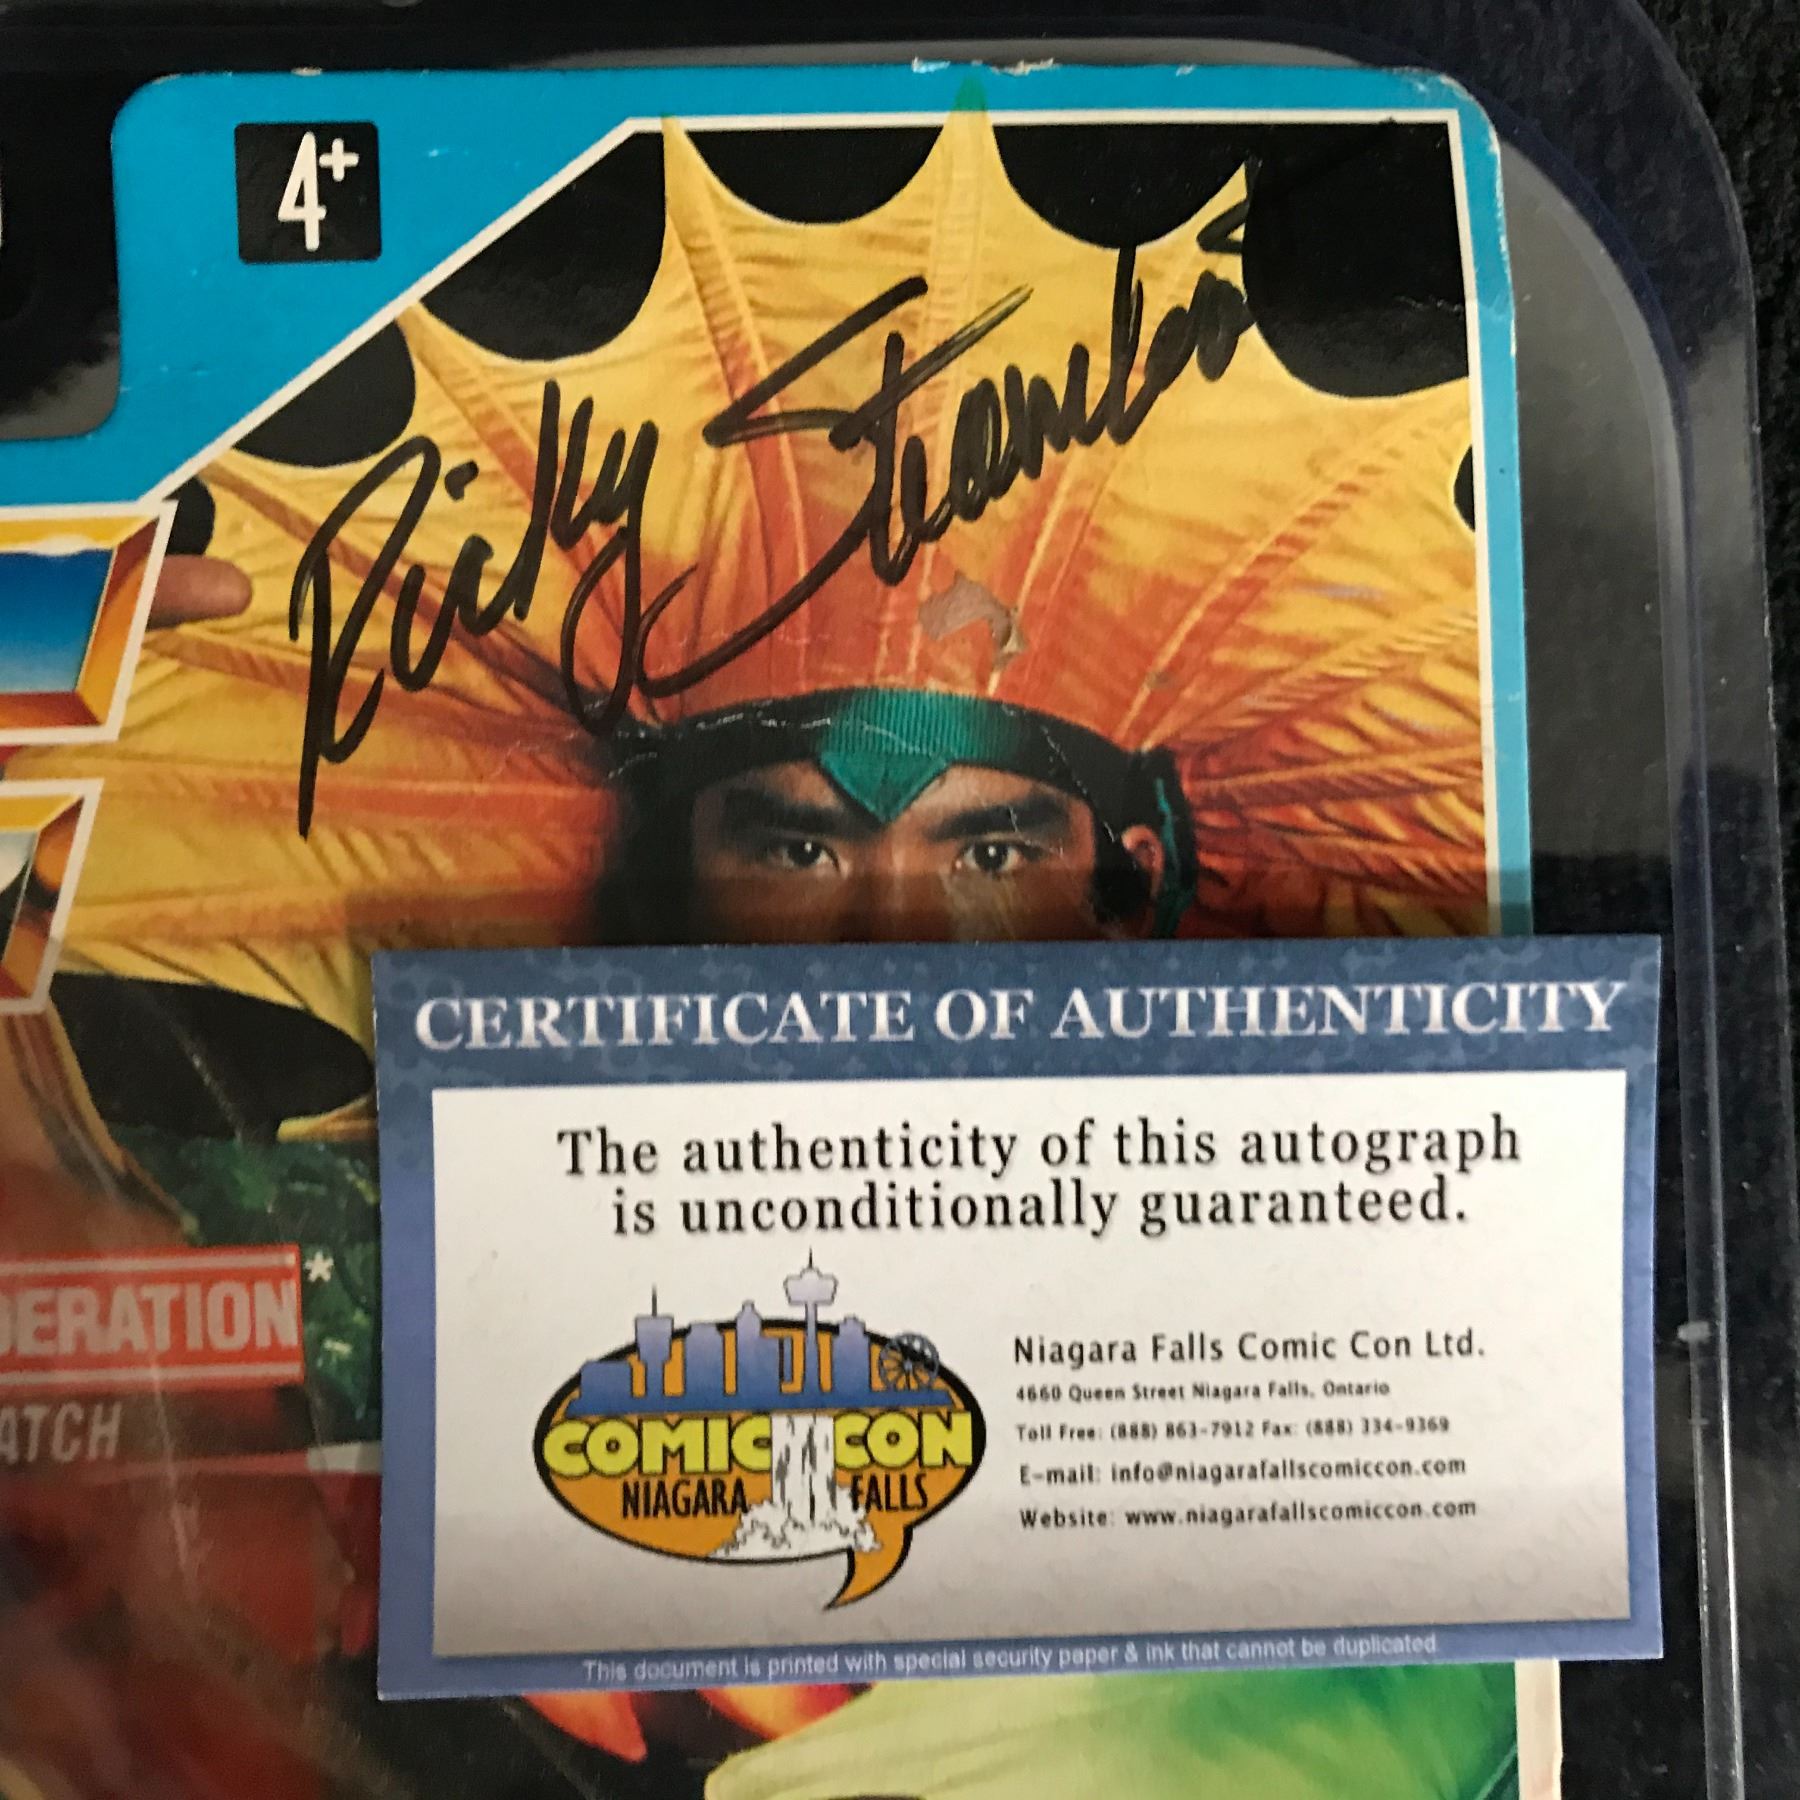 4+
Ricky Steamboat
DERATION*
ATCH
CERTIFICATE OF AUTHENTICITY
The authenticity of this autograph
is unconditionally guaranteed.
COMIC CON
NIAGARA FALLS
Niagara Falls Comic Con Ltd.
4660 Queen Street Niagara Falls, Ontario
Toll Free: (888) 863-7912 Fax: (888) 334-9369
E-mail: info@niagarafallscomiccon.com
Website: www.niagarafallscomiccon.com
This document is printed with special security paper & ink that cannot be duplicated